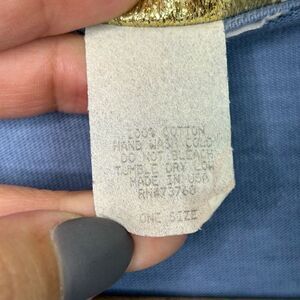 100% COTTON
HAND WASH COLD
DO NOT BLEACH
TUMBLE DRY LOW
MADE IN USA
RN#73760
ONE SIZE